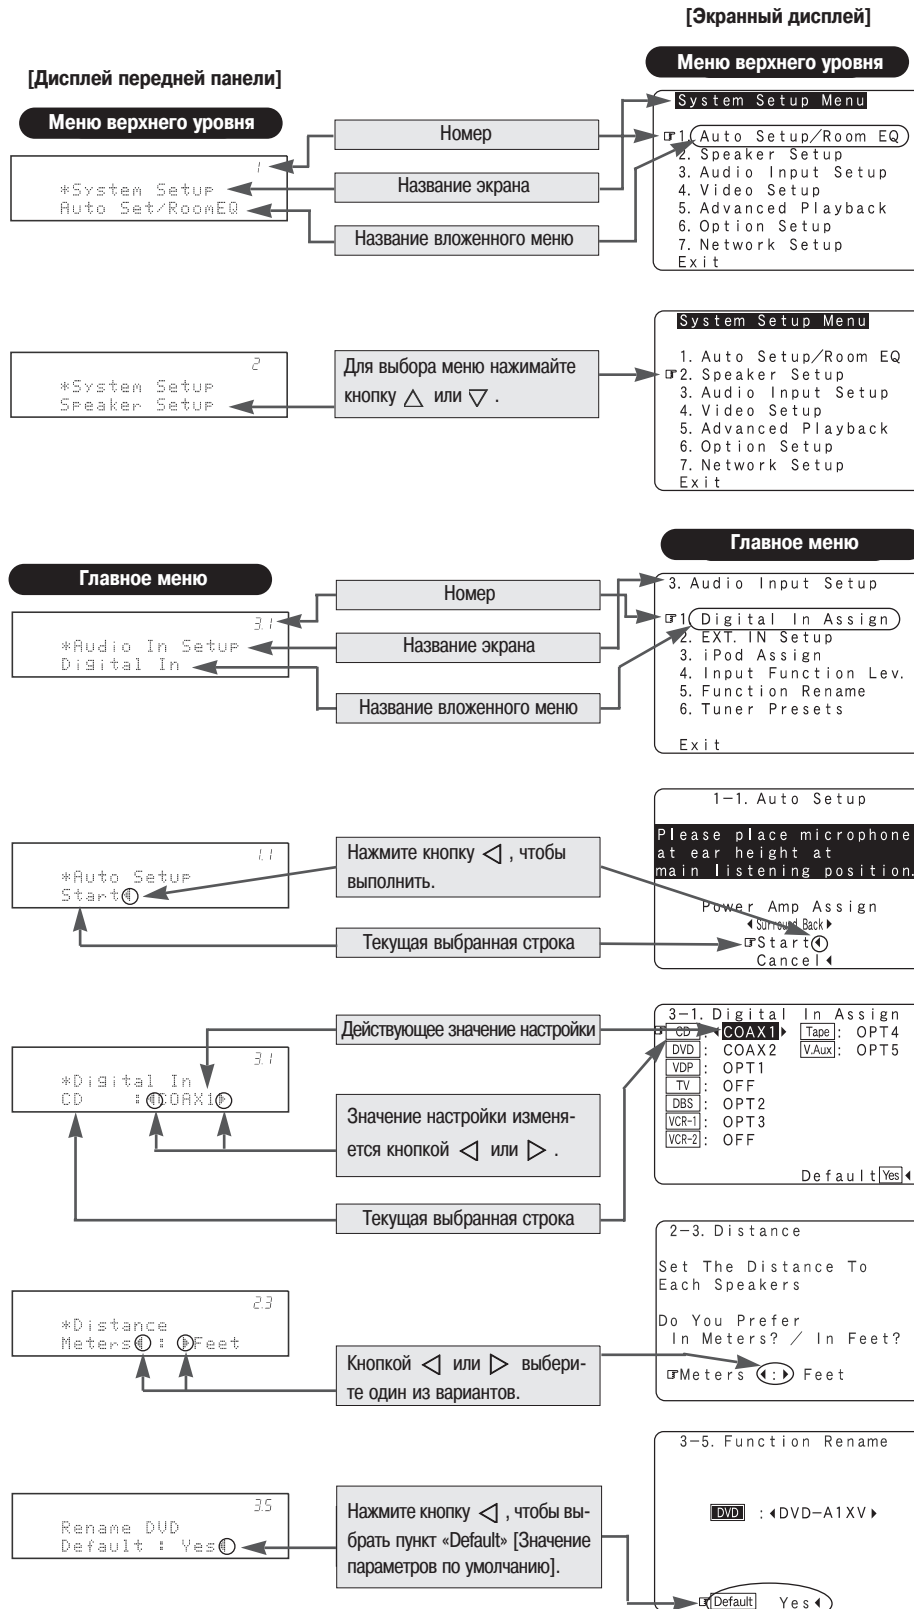 [Экранный дисплей]
[Дисплей передней панели]
Меню верхнего уровня
Меню верхнего уровня
1
*System Setup
Auto Set/RoomEQ
Номер
Название экрана
Название вложенного меню
System Setup Menu
☞1. Auto Setup/Room EQ
2. Speaker Setup
3. Audio Input Setup
4. Video Setup
5. Advanced Playback
6. Option Setup
7. Network Setup
Exit
2
*System Setup
Speaker Setup
Для выбора меню нажимайте
кнопку △ или ▽ .
System Setup Menu
1. Auto Setup/Room EQ
☞2. Speaker Setup
3. Audio Input Setup
4. Video Setup
5. Advanced Playback
6. Option Setup
7. Network Setup
Exit
Главное меню
Главное меню
3.1
*Audio In Setup
Digital In
Номер
Название экрана
Название вложенного меню
3. Audio Input Setup
☞1 Digital In Assign
2. EXT. IN Setup
3. iPod Assign
4. Input Function Lev.
5. Function Rename
6. Tuner Presets
Exit
1.1
*Auto Setup
Start◀
Нажмите кнопку ◁ , чтобы
выполнить.
Текущая выбранная строка
1-1. Auto Setup
Please place microphone
at ear height at
main listening position.
Power Amp Assign
◀Surround Back▶
☞Start◀
Cancel◀
3.1
*Digital In
CD :◀COAX1▶
Действующее значение настройки
Значение настройки изменя-
ется кнопкой ◁ или ▷ .
Текущая выбранная строка
3-1. Digital In Assign
☞CD :◀COAX1▶ Tape : OPT4
DVD : COAX2 V.Aux : OPT5
VDP : OPT1
TV : OFF
DBS : OPT2
VCR-1 : OPT3
VCR-2 : OFF
Default Yes◀
2.3
*Distance
Meters◀ : ▶Feet
Кнопкой ◁ или ▷ выбери-
те один из вариантов.
2-3. Distance
Set The Distance To
Each Speakers
Do You Prefer
In Meters? / In Feet?
☞Meters ◀:▶ Feet
3.5
Rename DVD
Default : Yes◀
Нажмите кнопку ◁ , чтобы вы-
брать пункт «Default» [Значение
параметров по умолчанию].
3-5. Function Rename
DVD :◀DVD-A1XV▶
☞Default Yes◀